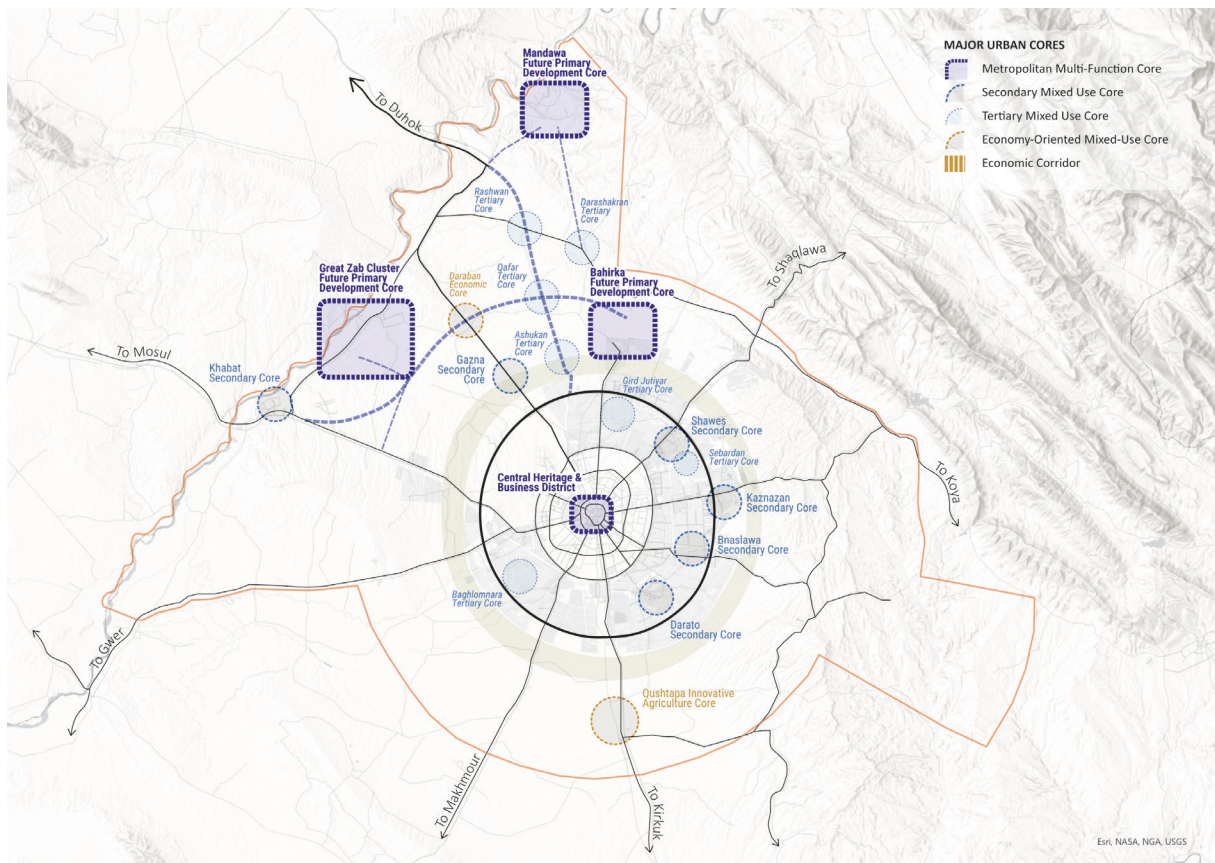 Mandawa
Future Primary
Development Core
MAJOR URBAN CORES
Metropolitan Multi-Function Core
Secondary Mixed Use Core
Tertiary Mixed Use Core
Economy-Oriented Mixed-Use Core
Economic Corridor
To Duhok
Rashwan
Tertiary
Core
Darashakran
Tertiary
Core
To Shaqlawa
Great Zab Cluster
Future Primary
Development Core
Daraban
Economic
Core
Qafar
Tertiary
Core
Bahirka
Future Primary
Development Core
To Mosul
Khabat
Secondary Core
Gazna
Secondary
Core
Ashukan
Tertiary
Core
Gird Jutiyar
Tertiary Core
Shawes
Secondary Core
Sebardan
Tertiary Core
To Koya
Central Heritage &
Business District
Kaznazan
Secondary Core
Bnaslawa
Secondary Core
Baghlomnara
Tertiary Core
Darato
Secondary Core
To Gwer
Qushtapa Innovative
Agriculture Core
To Makhmour
To Kirkuk
Esri, NASA, NGA, USGS